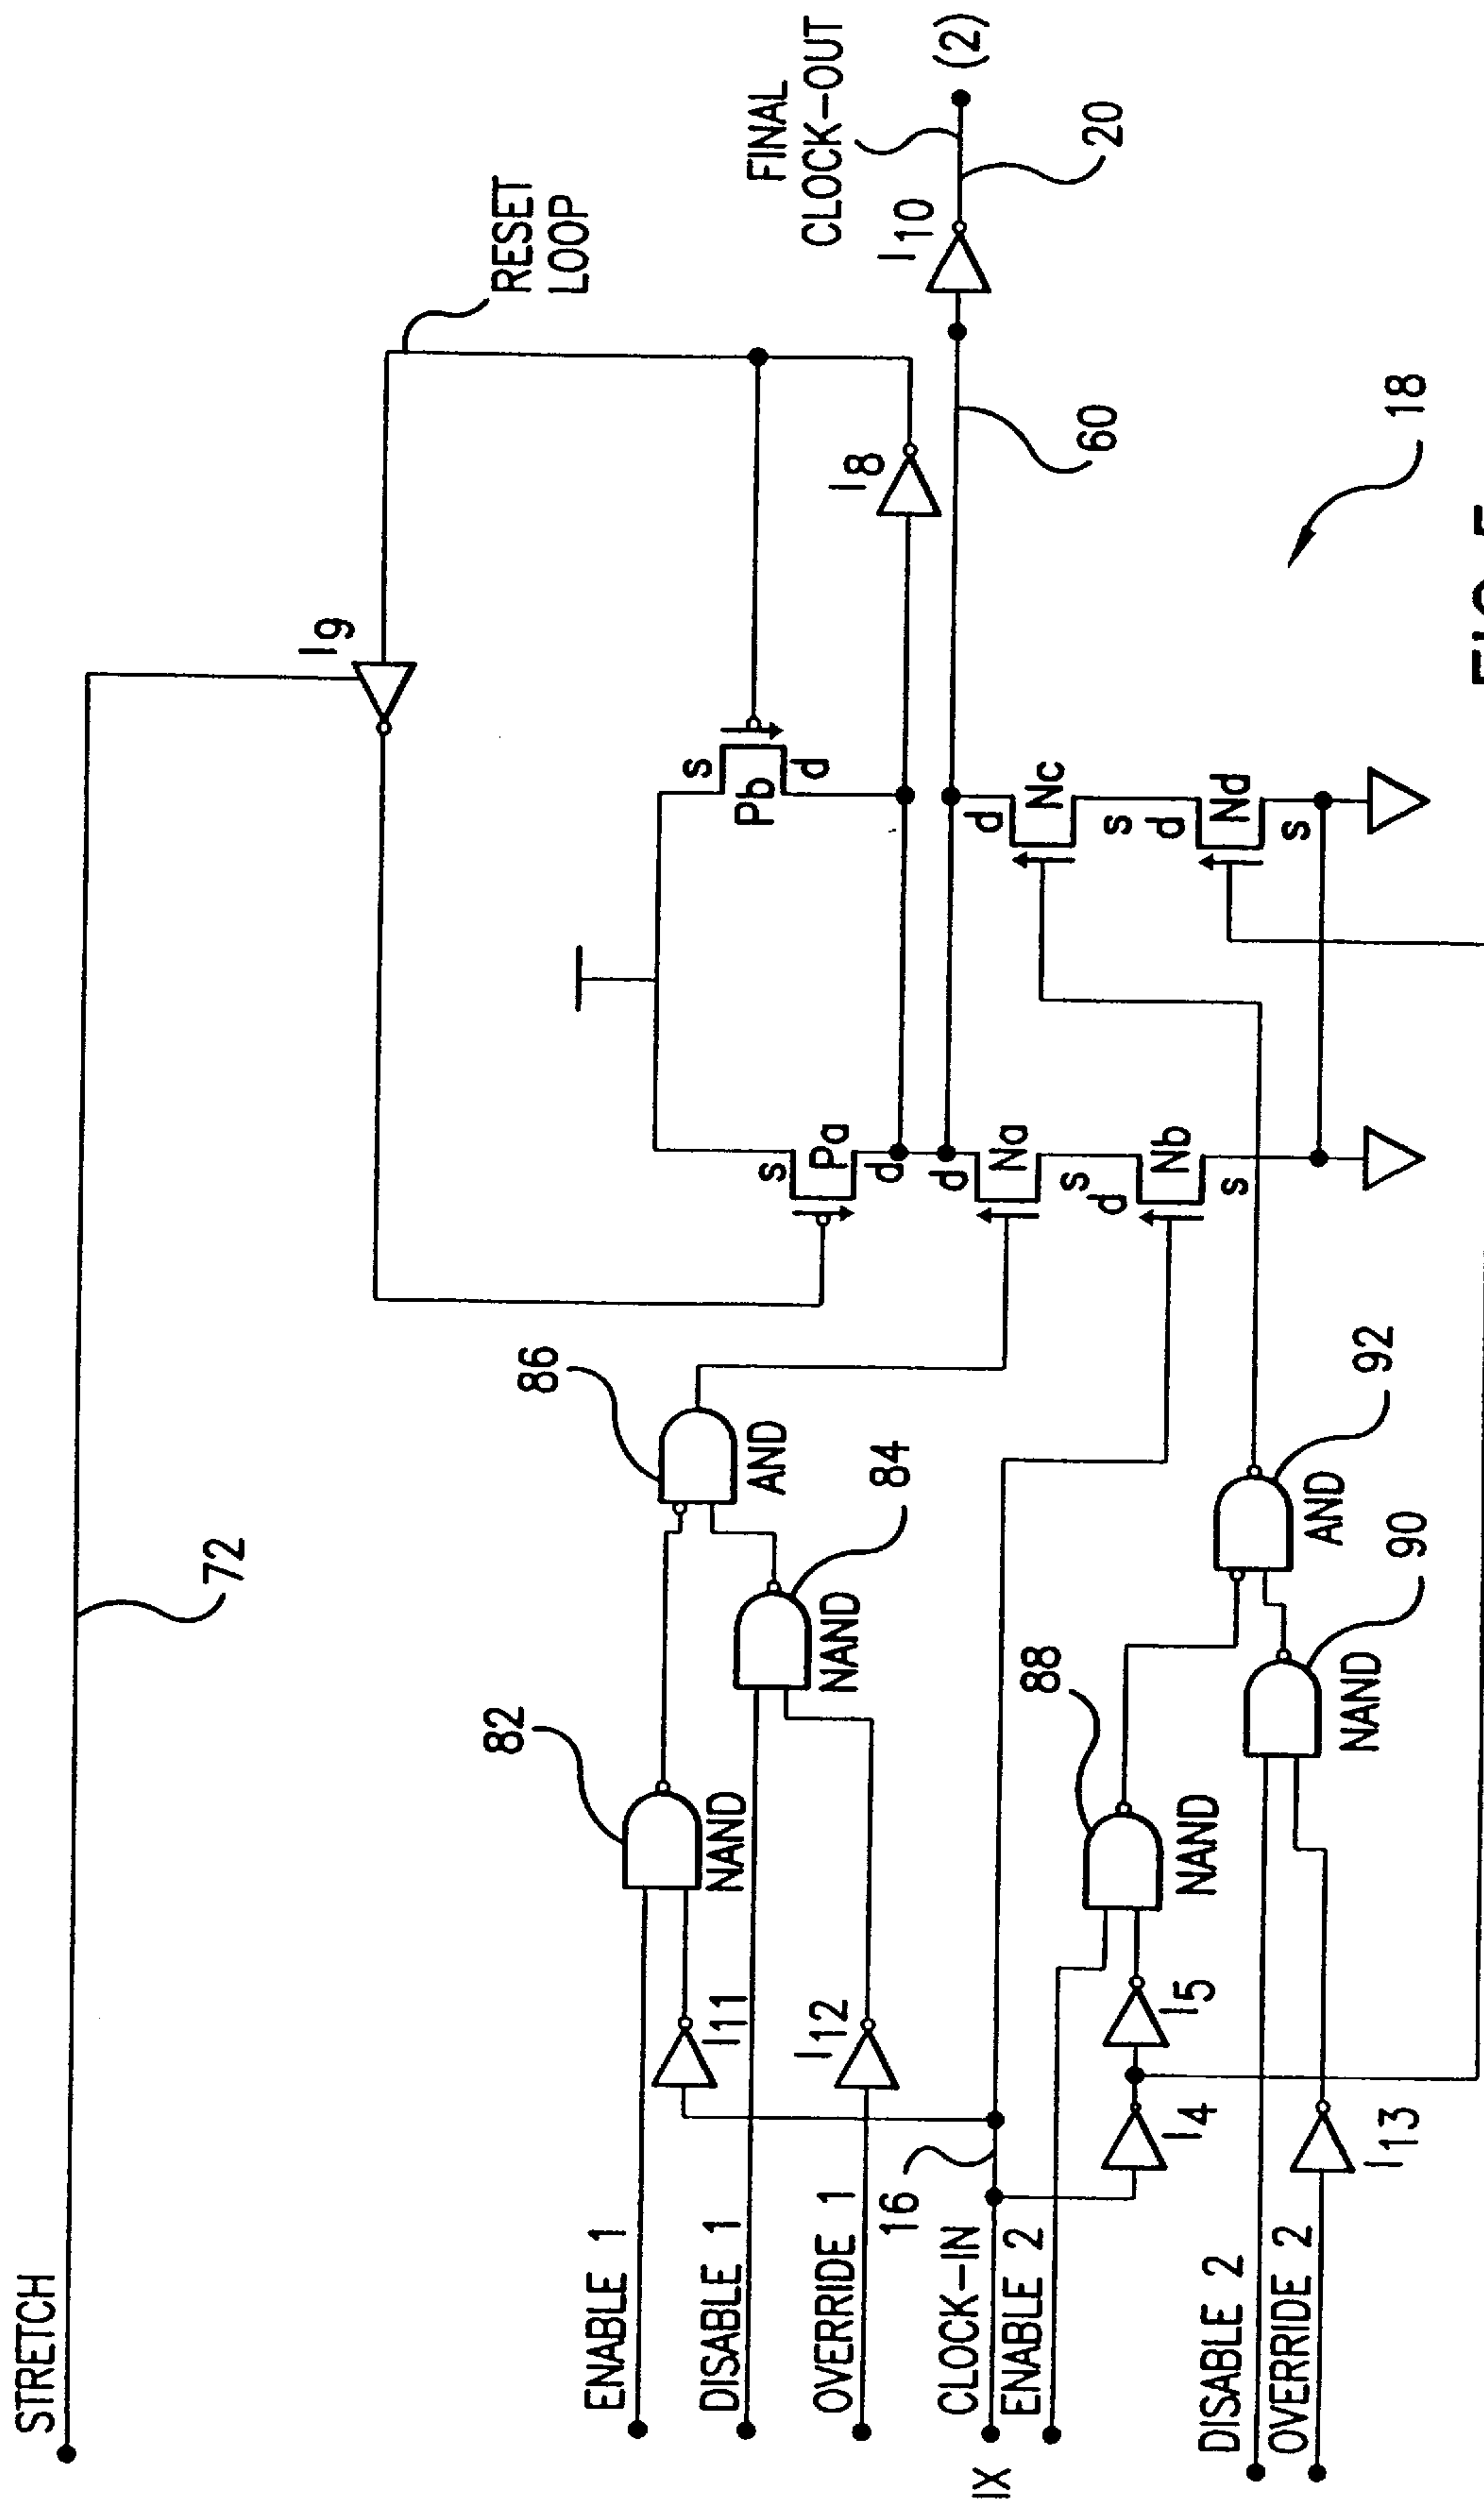 STRETCH
72
I9
RESET
LOOP
ENABLE 1
82
NAND
I11
86
AND
DISABLE 1
84
NAND
OVERRIDE 1
I12
s
Pa
d
s
Pb
d
I8
FINAL
CLOCK-OUT
I10
(2)
20
60
IX
CLOCK-IN
16
ENABLE 2
I4
I5
88
NAND
d
Na
s
d
Nb
s
d
Nc
s
d
Nd
s
DISABLE 2
OVERRIDE 2
I13
90
NAND
92
AND
18